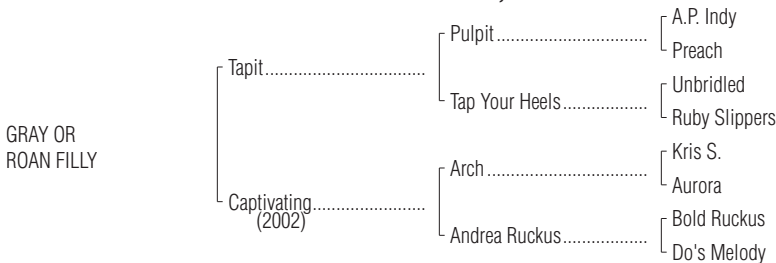 GRAY OR
ROAN FILLY
Tapit
Captivating
(2002)
Pulpit
Tap Your Heels
Arch
Andrea Ruckus
A.P. Indy
Preach
Unbridled
Ruby Slippers
Kris S.
Aurora
Bold Ruckus
Do's Melody